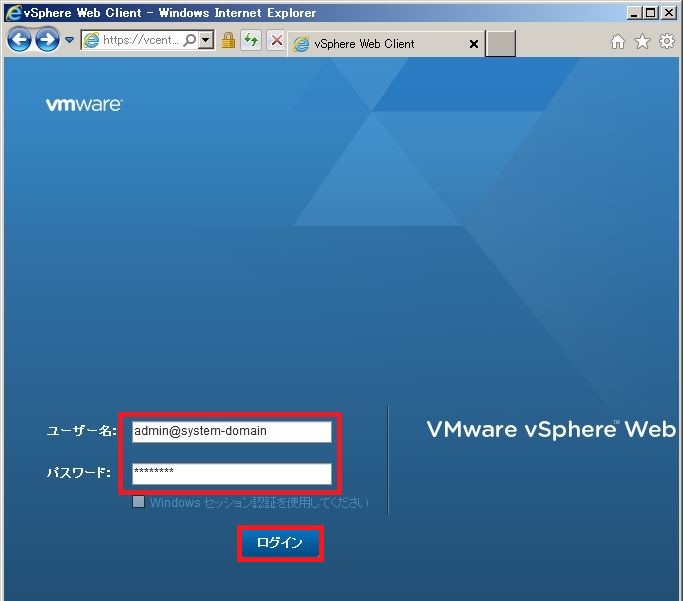 vSphere Web Client - Windows Internet Explorer
https://vcent...
vSphere Web Client
vmware
ユーザー名:
admin@system-domain
VMware vSphere™ Web
パスワード:
********
Windows セッション認証を使用してください
ログイン